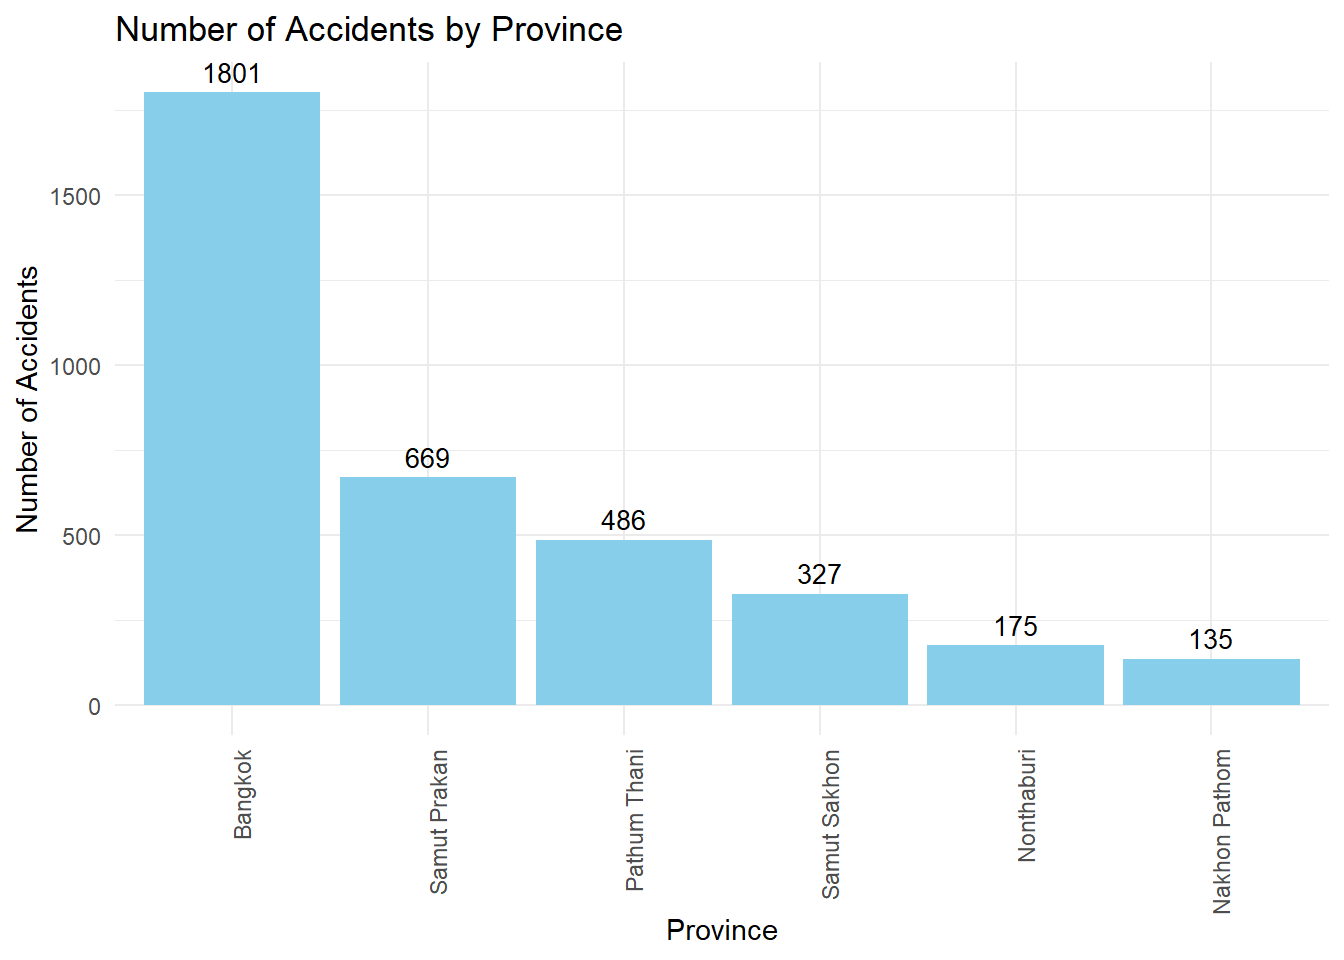 Number of Accidents by Province
1801
669
486
327
175
135
1500
1000
500
0
Number of Accidents
Bangkok
Samut Prakan
Pathum Thani
Samut Sakhon
Nonthaburi
Nakhon Pathom
Province